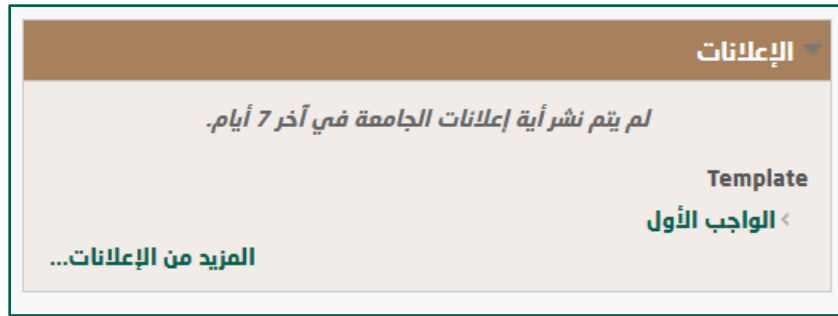 الإعلانات
لم يتم نشر أية إعلانات الجامعة في آخر 7 أيام.
Template
الواجب الأول
المزيد من الإعلانات...